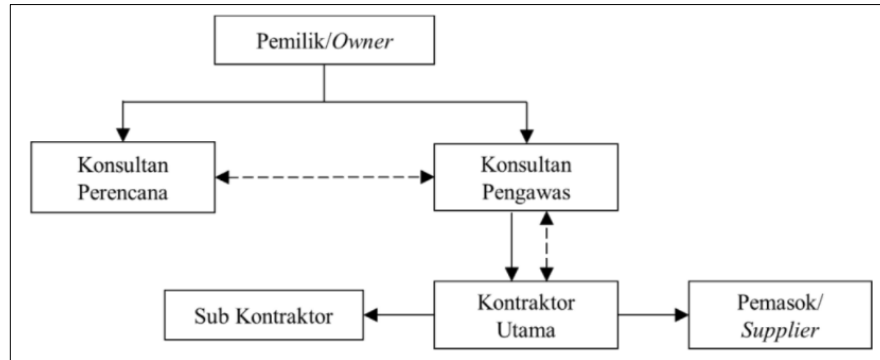 Pemilik/Owner
Konsultan
Perencana
Konsultan
Pengawas
Sub Kontraktor
Kontraktor
Utama
Pemasok/
Supplier